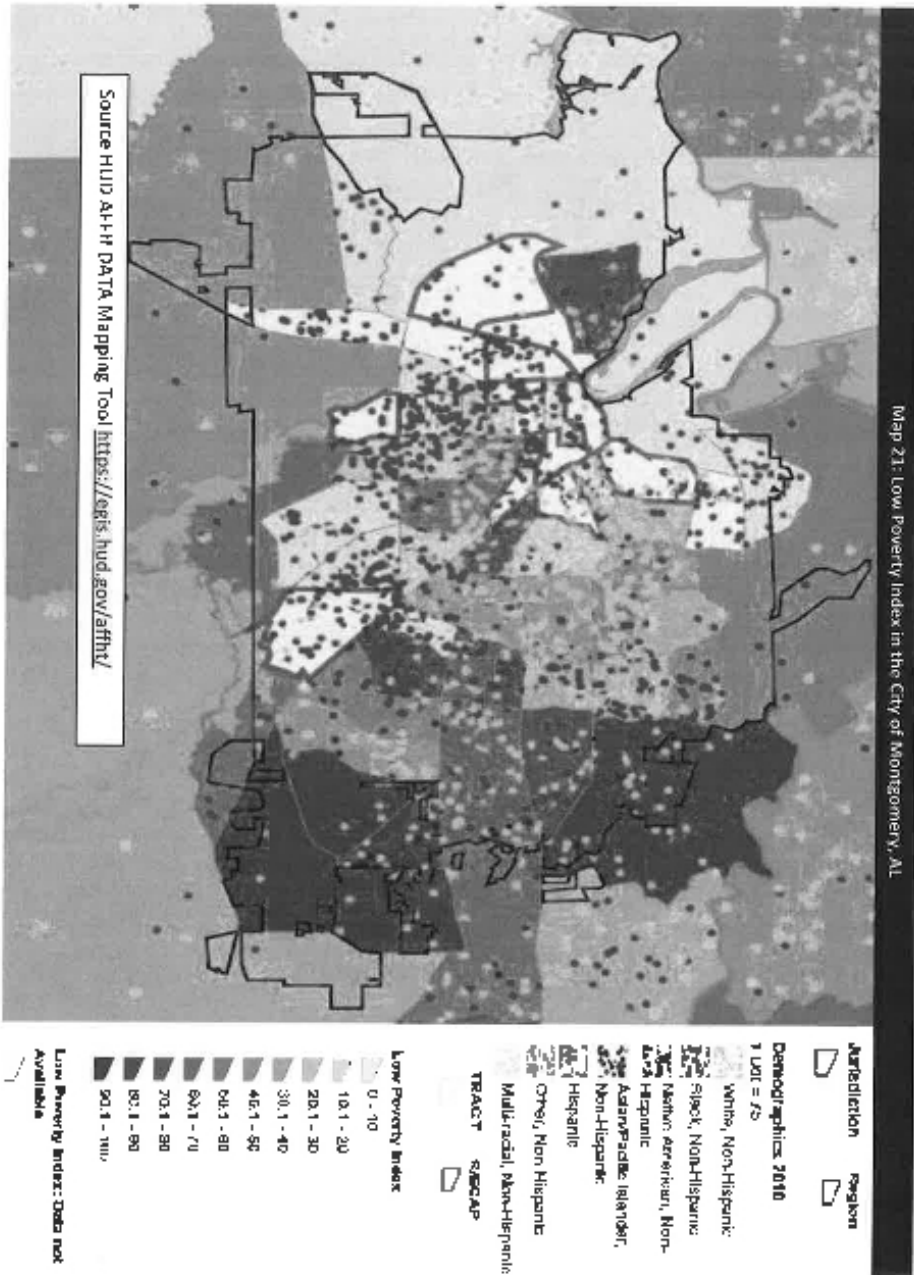 Map 21: Low Poverty Index in the City of Montgomery, AL
Source HUD AFFH DATA Mapping Tool https://egis.hud.gov/affht/
Jurisdiction
Region
Demographics 2010
1 Dot = 75
White, Non-Hispanic
Black, Non-Hispanic
Native American, Non-
Hispanic
Asian/Pacific Islander,
Non-Hispanic
Hispanic
Other, Non-Hispanic
Multi-racial, Non-Hispanic
TRACT
R/ECAP
Low Poverty Index
0 - 10
10.1 - 20
20.1 - 30
30.1 - 40
40.1 - 50
50.1 - 60
60.1 - 70
70.1 - 80
80.1 - 90
90.1 - 100
Low Poverty Index: Data not
Available